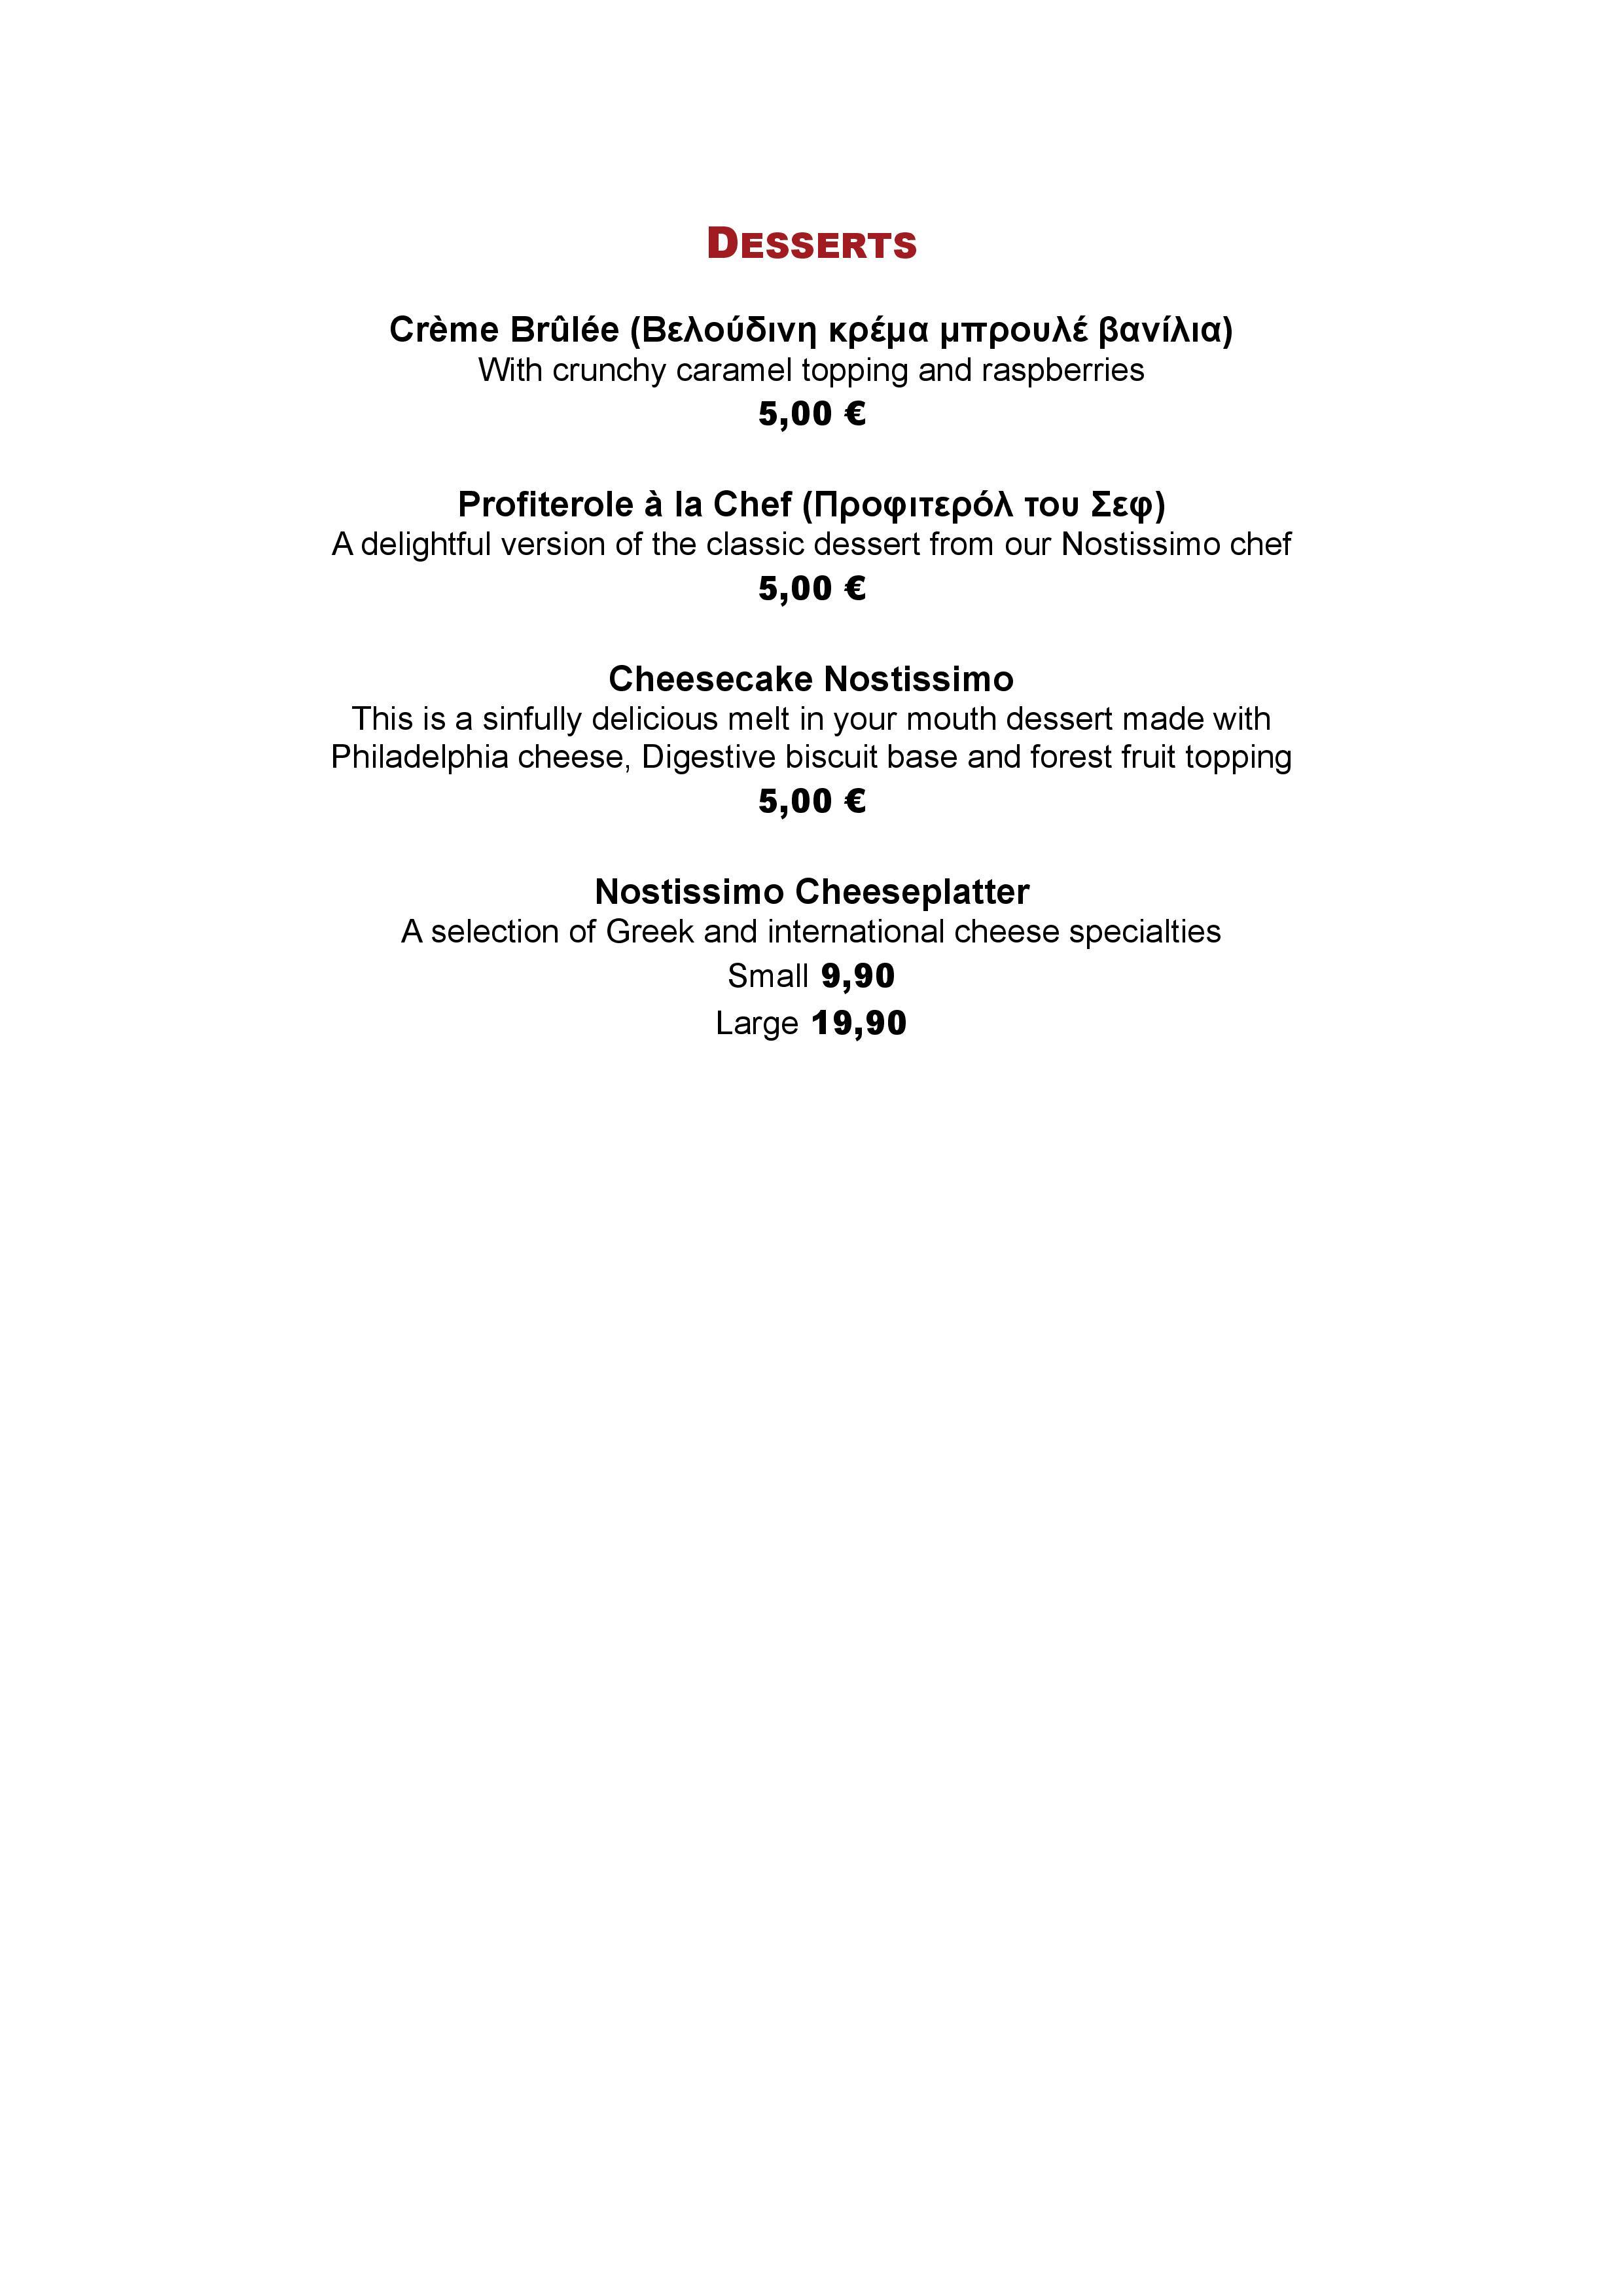 DESSERTS
Crème Brûlée (Βελούδινη κρέμα μπρουλέ βανίλια)
With crunchy caramel topping and raspberries
5,00 €
Profiterole à la Chef (Προφιτερόλ του Σεφ)
A delightful version of the classic dessert from our Nostissimo chef
5,00 €
Cheesecake Nostissimo
This is a sinfully delicious melt in your mouth dessert made with
Philadelphia cheese, Digestive biscuit base and forest fruit topping
5,00 €
Nostissimo Cheeseplatter
A selection of Greek and international cheese specialties
Small 9,90
Large 19,90